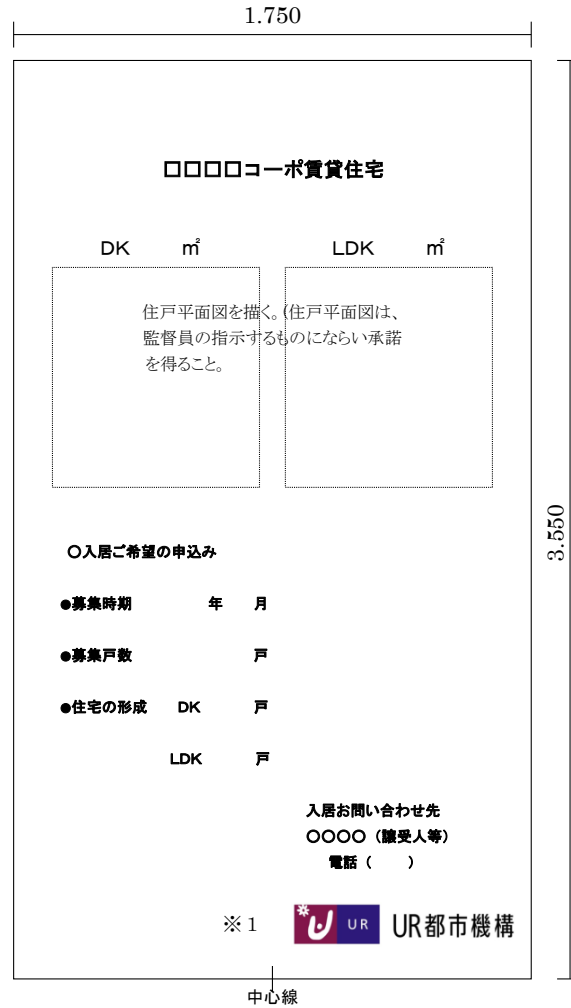 1.750
□□□□コーポ賃貸住宅
DK ㎡ LDK ㎡
住戸平面図を描く。(住戸平面図は、
監督員の指示するものにならい承諾
を得ること。
3.550
○入居ご希望の申込み
●募集時期 年 月
●募集戸数 戸
●住宅の形成 DK 戸
LDK 戸
入居お問い合わせ先
○○○○（譲受人等）
電話（ ）
※1 UR UR都市機構
中心線